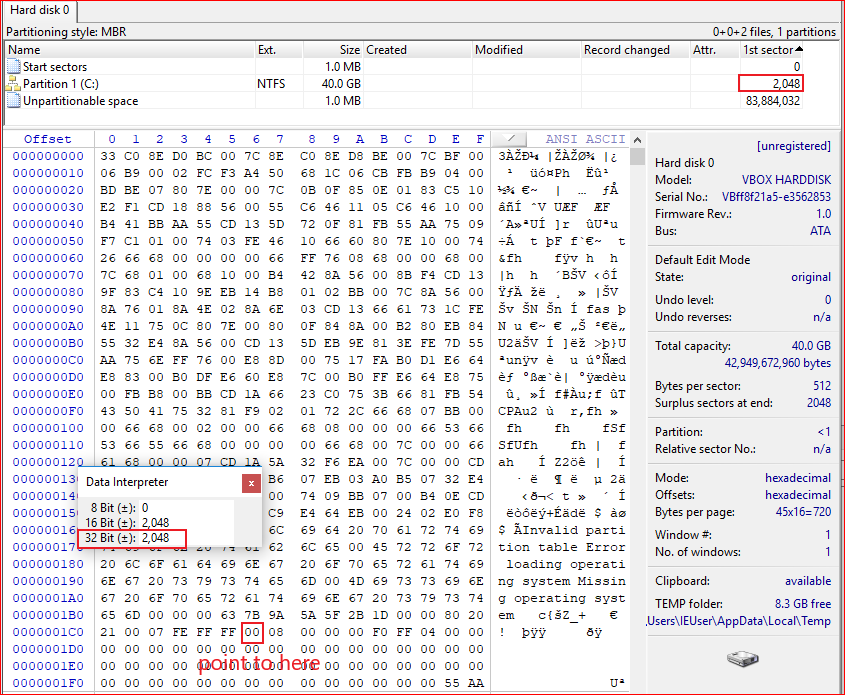 Hard disk 0
Partitioning style: MBR 0+0+2 files, 1 partitions
Name Ext. Size Created Modified Record changed Attr. 1st sector
Start sectors 1.0 MB 0
Partition 1 (C:) NTFS 40.0 GB 2,048
Unpartitionable space 1.0 MB 83,884,032
Offset 0 1 2 3 4 5 6 7 8 9 A B C D E F ANSI ASCII
000000000 33 C0 8E D0 BC 00 7C 8E C0 8E D8 BE 00 7C BF 00 3ÀŽÐ¼ |ŽÀŽØ¾ |¿
000000010 06 B9 00 02 FC F3 A4 50 68 1C 06 CB FB B9 04 00 ¹ üó¤Ph Ëû¹
000000020 BD BE 07 80 7E 00 00 7C 0B 0F 85 0E 01 83 C5 10 ½¾ €~ | … ƒÅ
000000030 E2 F1 CD 18 88 56 00 55 C6 46 11 05 C6 46 10 00 âñÍ ˆV UÆF ÆF
000000040 B4 41 BB AA 55 CD 13 5D 72 0F 81 FB 55 AA 75 09 ´A»ªUÍ ]r ûUªu
000000050 F7 C1 01 00 74 03 FE 46 10 66 60 80 7E 10 00 74 ÷Á t þF f`€~ t
000000060 26 66 68 00 00 00 00 66 FF 76 08 68 00 00 68 00 &fh fÿv h h
000000070 7C 68 01 00 68 10 00 B4 42 8A 56 00 8B F4 CD 13 |h h ´BŠV ‹ôÍ
000000080 9F 83 C4 10 9E EB 14 B8 01 02 BB 00 7C 8A 56 00 ŸƒÄ žë ¸ » |ŠV
000000090 8A 76 01 8A 4E 02 8A 6E 03 CD 13 66 61 73 1C FE Šv ŠN Šn Í fas þ
0000000A0 4E 11 75 0C 80 7E 00 80 0F 84 8A 00 B2 80 EB 84 N u €~ € „Š ²€ë„
0000000B0 55 32 E4 8A 56 00 CD 13 5D EB 9E 81 3E FE 7D 55 U2äŠV Í ]ëž >þ}U
0000000C0 AA 75 6E FF 76 00 E8 8D 00 75 17 FA B0 D1 E6 64 ªunÿv è u ú°Ñæd
0000000D0 E8 83 00 B0 DF E6 60 E8 7C 00 B0 FF E6 64 E8 75 èƒ °ßæ`è| °ÿædèu
0000000E0 00 FB B8 00 BB CD 1A 66 23 C0 75 3B 66 81 FB 54 û¸ »Í f#Àu;f ûT
0000000F0 43 50 41 75 32 81 F9 02 01 72 2C 66 68 07 BB 00 CPAu2 ù r,fh »
000000100 00 66 68 00 02 00 00 66 68 08 00 00 00 66 53 66 fh fh fSf
000000110 53 66 55 66 68 00 00 00 00 66 68 00 7C 00 00 66 SfUfh fh | f
000000120 61 68 00 00 07 CD 1A 5A 32 F6 EA 00 7C 00 00 CD ah Í Z2öê | Í
00000013 B6 07 EB 03 A0 B5 07 32 E4 · ë ¶ ë µ 2ä
00000014 00 74 09 BB 07 00 B4 0E CD ‹ð¬< t » ´ Í
00000015 C9 E4 64 EB 00 24 02 E0 F8 ëòôëý+Éädë $ àø
00000016 6C 69 64 20 70 61 72 74 69 $ ÃInvalid parti
000000170 74 69 6F 6E 20 74 61 62 6C 65 00 45 72 72 6F 72 tion table Error
000000180 20 6C 6F 61 64 69 6E 67 20 6F 70 65 72 61 74 69 loading operati
000000190 6E 67 20 73 79 73 74 65 6D 00 4D 69 73 73 69 6E ng system Missin
0000001A0 67 20 6F 70 65 72 61 74 69 6E 67 20 73 79 73 74 g operating syst
0000001B0 65 6D 00 00 00 63 7B 9A 5A 5F 2B 1D 00 00 80 20 em c{šZ_+ €
0000001C0 21 00 07 FE FF FF 00 08 00 00 00 F0 FF 04 00 00 ! þÿÿ ðÿ
0000001D0 00 00 00 00 00 00 00 00 00 00 00 00 00 00 00 00
0000001E0 00 00 00 00 00 00 00 00 00 00 00 00 00 00 00 00
0000001F0 00 00 00 00 00 00 00 00 00 00 00 00 00 00 55 AA Uª
point to here
Data Interpreter
x
8 Bit (±): 0
16 Bit (±): 2,048
32 Bit (±): 2,048
[unregistered]
Hard disk 0
Model: VBOX HARDDISK
Serial No.: VBff8f21a5-e3562853
Firmware Rev.: 1.0
Bus: ATA
Default Edit Mode
State: original
Undo level: 0
Undo reverses: n/a
Total capacity: 40.0 GB
42,949,672,960 bytes
Bytes per sector: 512
Surplus sectors at end: 2048
Partition: <1
Relative sector No.: n/a
Mode: hexadecimal
Offsets: hexadecimal
Bytes per page: 45x16=720
Window #: 1
No. of windows: 1
Clipboard: available
TEMP folder: 8.3 GB free
Users\IEUser\AppData\Local\Temp